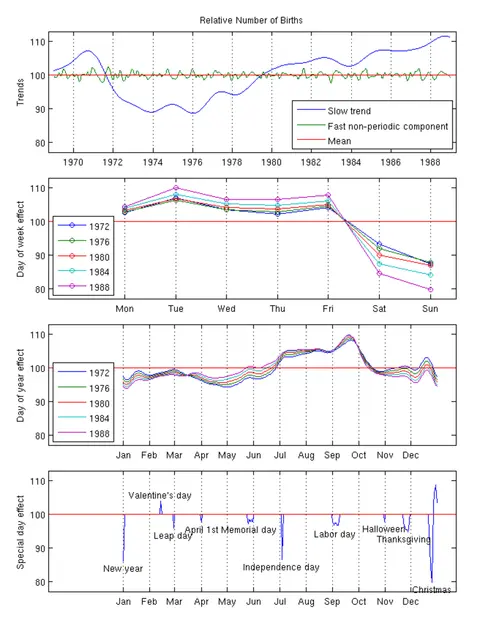 Relative Number of Births
Trends
110
100
90
80
Slow trend
Fast non-periodic component
Mean
1970 1972 1974 1976 1978 1980 1982 1984 1986 1988
Day of week effect
110
100
90
80
1972
1976
1980
1984
1988
Mon Tue Wed Thu Fri Sat Sun
Day of year effect
110
100
90
80
1972
1976
1980
1984
1988
Jan Feb Mar Apr May Jun Jul Aug Sep Oct Nov Dec
Special day effect
110
100
90
80
Valentine's day
Leap day
April 1st
Memorial day
Labor day
Halloween
Thanksgiving
New year
Independence day
Christmas
Jan Feb Mar Apr May Jun Jul Aug Sep Oct Nov Dec